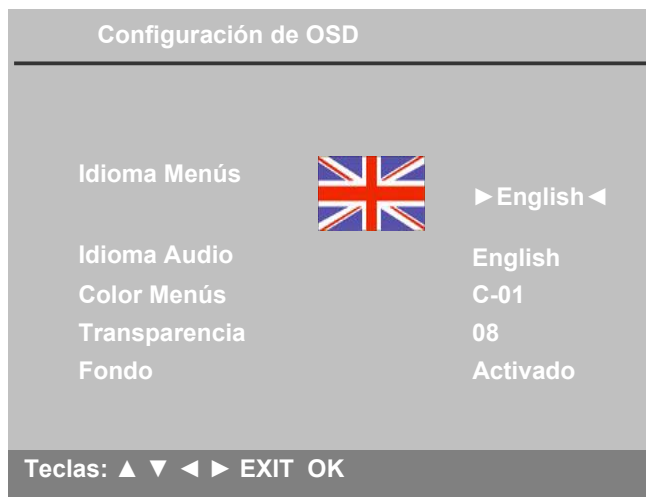 Configuración de OSD
Idioma Menús ►English◄
Idioma Audio English
Color Menús C-01
Transparencia 08
Fondo Activado
Teclas: ▲ ▼ ◄ ► EXIT OK